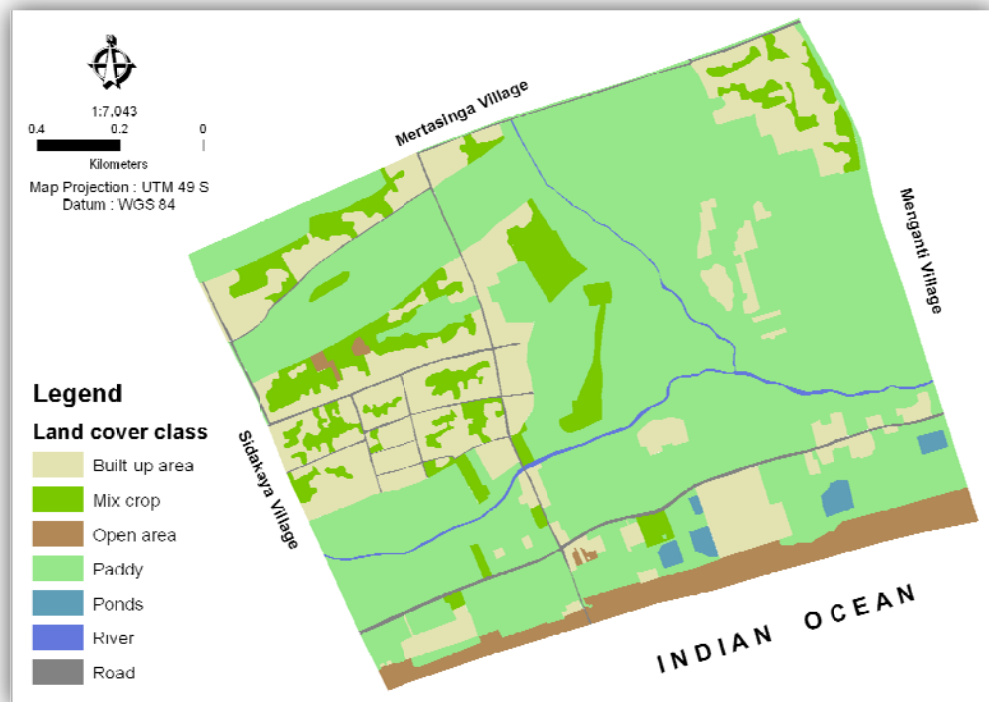 1:7,043
0.4 0.2 0
Kilometers
Map Projection : UTM 49 S
Datum : WGS 84
Mertasinga Village
Menganti Village
Sidakaya Village
INDIAN OCEAN
Legend
Land cover class
Built up area
Mix crop
Open area
Paddy
Ponds
River
Road